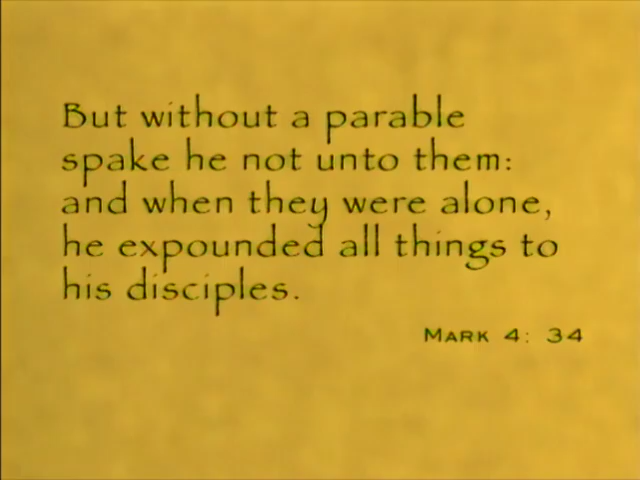 But without a parable
spake he not unto them:
and when they were alone,
he expounded all things to
his disciples.
Mark 4: 34